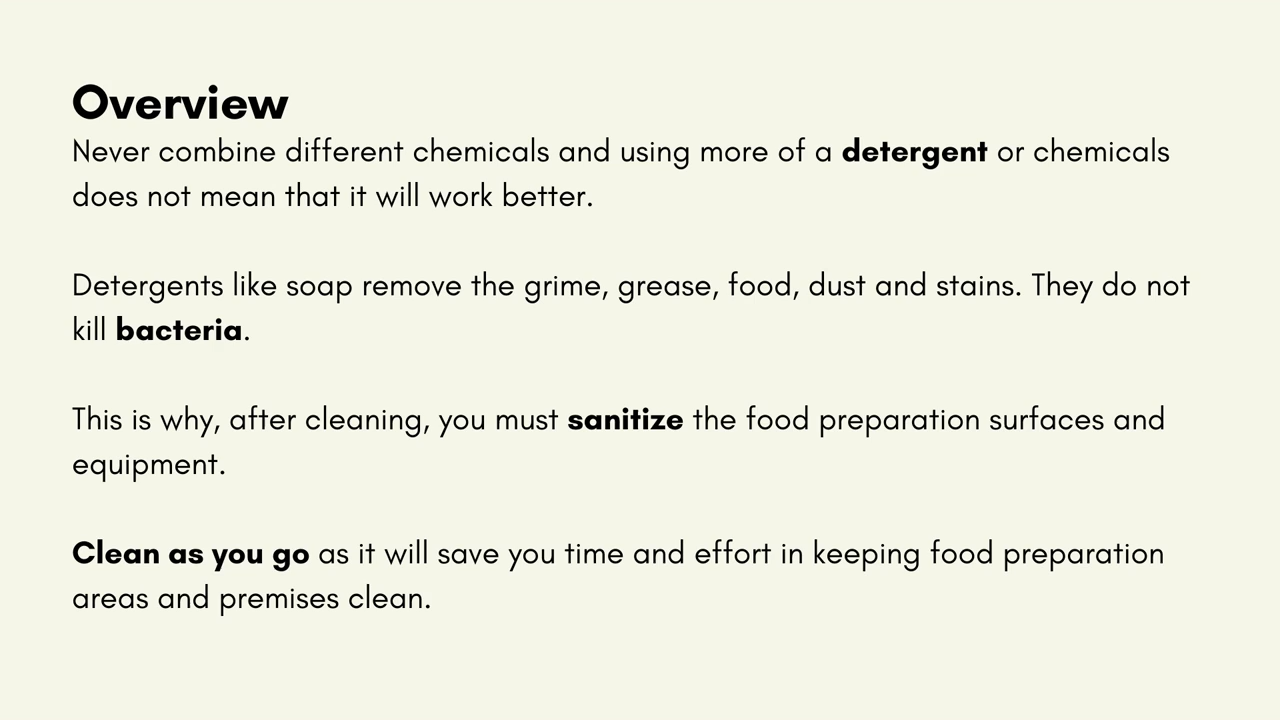 Overview
Never combine different chemicals and using more of a detergent or chemicals
does not mean that it will work better.
Detergents like soap remove the grime, grease, food, dust and stains. They do not
kill bacteria.
This is why, after cleaning, you must sanitize the food preparation surfaces and
equipment.
Clean as you go as it will save you time and effort in keeping food preparation
areas and premises clean.